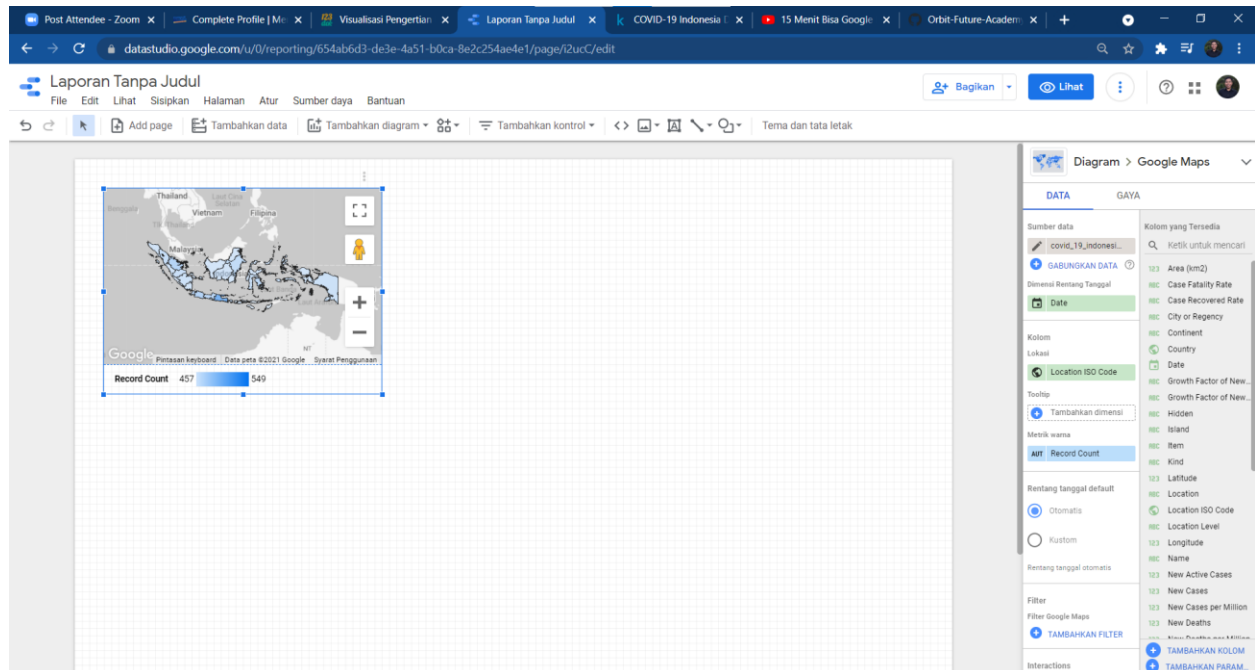 Post Attendee - Zoom
Complete Profile | Me
Visualisasi Pengertian
Laporan Tanpa Judul
COVID-19 Indonesia
15 Menit Bisa Google
Orbit-Future-Academ
datastudio.google.com/u/0/reporting/654ab6d3-de3e-4a51-b0ca-8e2c254ae4e1/page/i2ucC/edit
Laporan Tanpa Judul
File Edit Lihat Sisipkan Halaman Atur Sumber daya Bantuan
Bagikan
Lihat
Add page
Tambahkan data
Tambahkan diagram
Tambahkan kontrol
Tema dan tata letak
Thailand
Vietnam
Filipina
Malaysia
NT
Google
Pintasan keyboard
Data peta ©2021 Google
Syarat Penggunaan
Record Count 457 549
Diagram > Google Maps
DATA
GAYA
Sumber data
covid_19_indonesi...
GABUNGKAN DATA
Dimensi Rentang Tanggal
Date
Kolom
Lokasi
Location ISO Code
Tooltip
Tambahkan dimensi
Metrik warna
AUT Record Count
Rentang tanggal default
Otomatis
Kustom
Rentang tanggal otomatis
Filter
Filter Google Maps
TAMBAHKAN FILTER
Interactions
Kolom yang Tersedia
Ketik untuk mencari
123 Area (km2)
ABC Case Fatality Rate
ABC Case Recovered Rate
ABC City or Regency
ABC Continent
Country
Date
ABC Growth Factor of New...
ABC Growth Factor of New...
ABC Hidden
ABC Island
ABC Item
ABC Kind
123 Latitude
ABC Location
Location ISO Code
ABC Location Level
123 Longitude
ABC Name
123 New Active Cases
123 New Cases
123 New Cases per Million
123 New Deaths
TAMBAHKAN KOLOM
TAMBAHKAN PARAM...